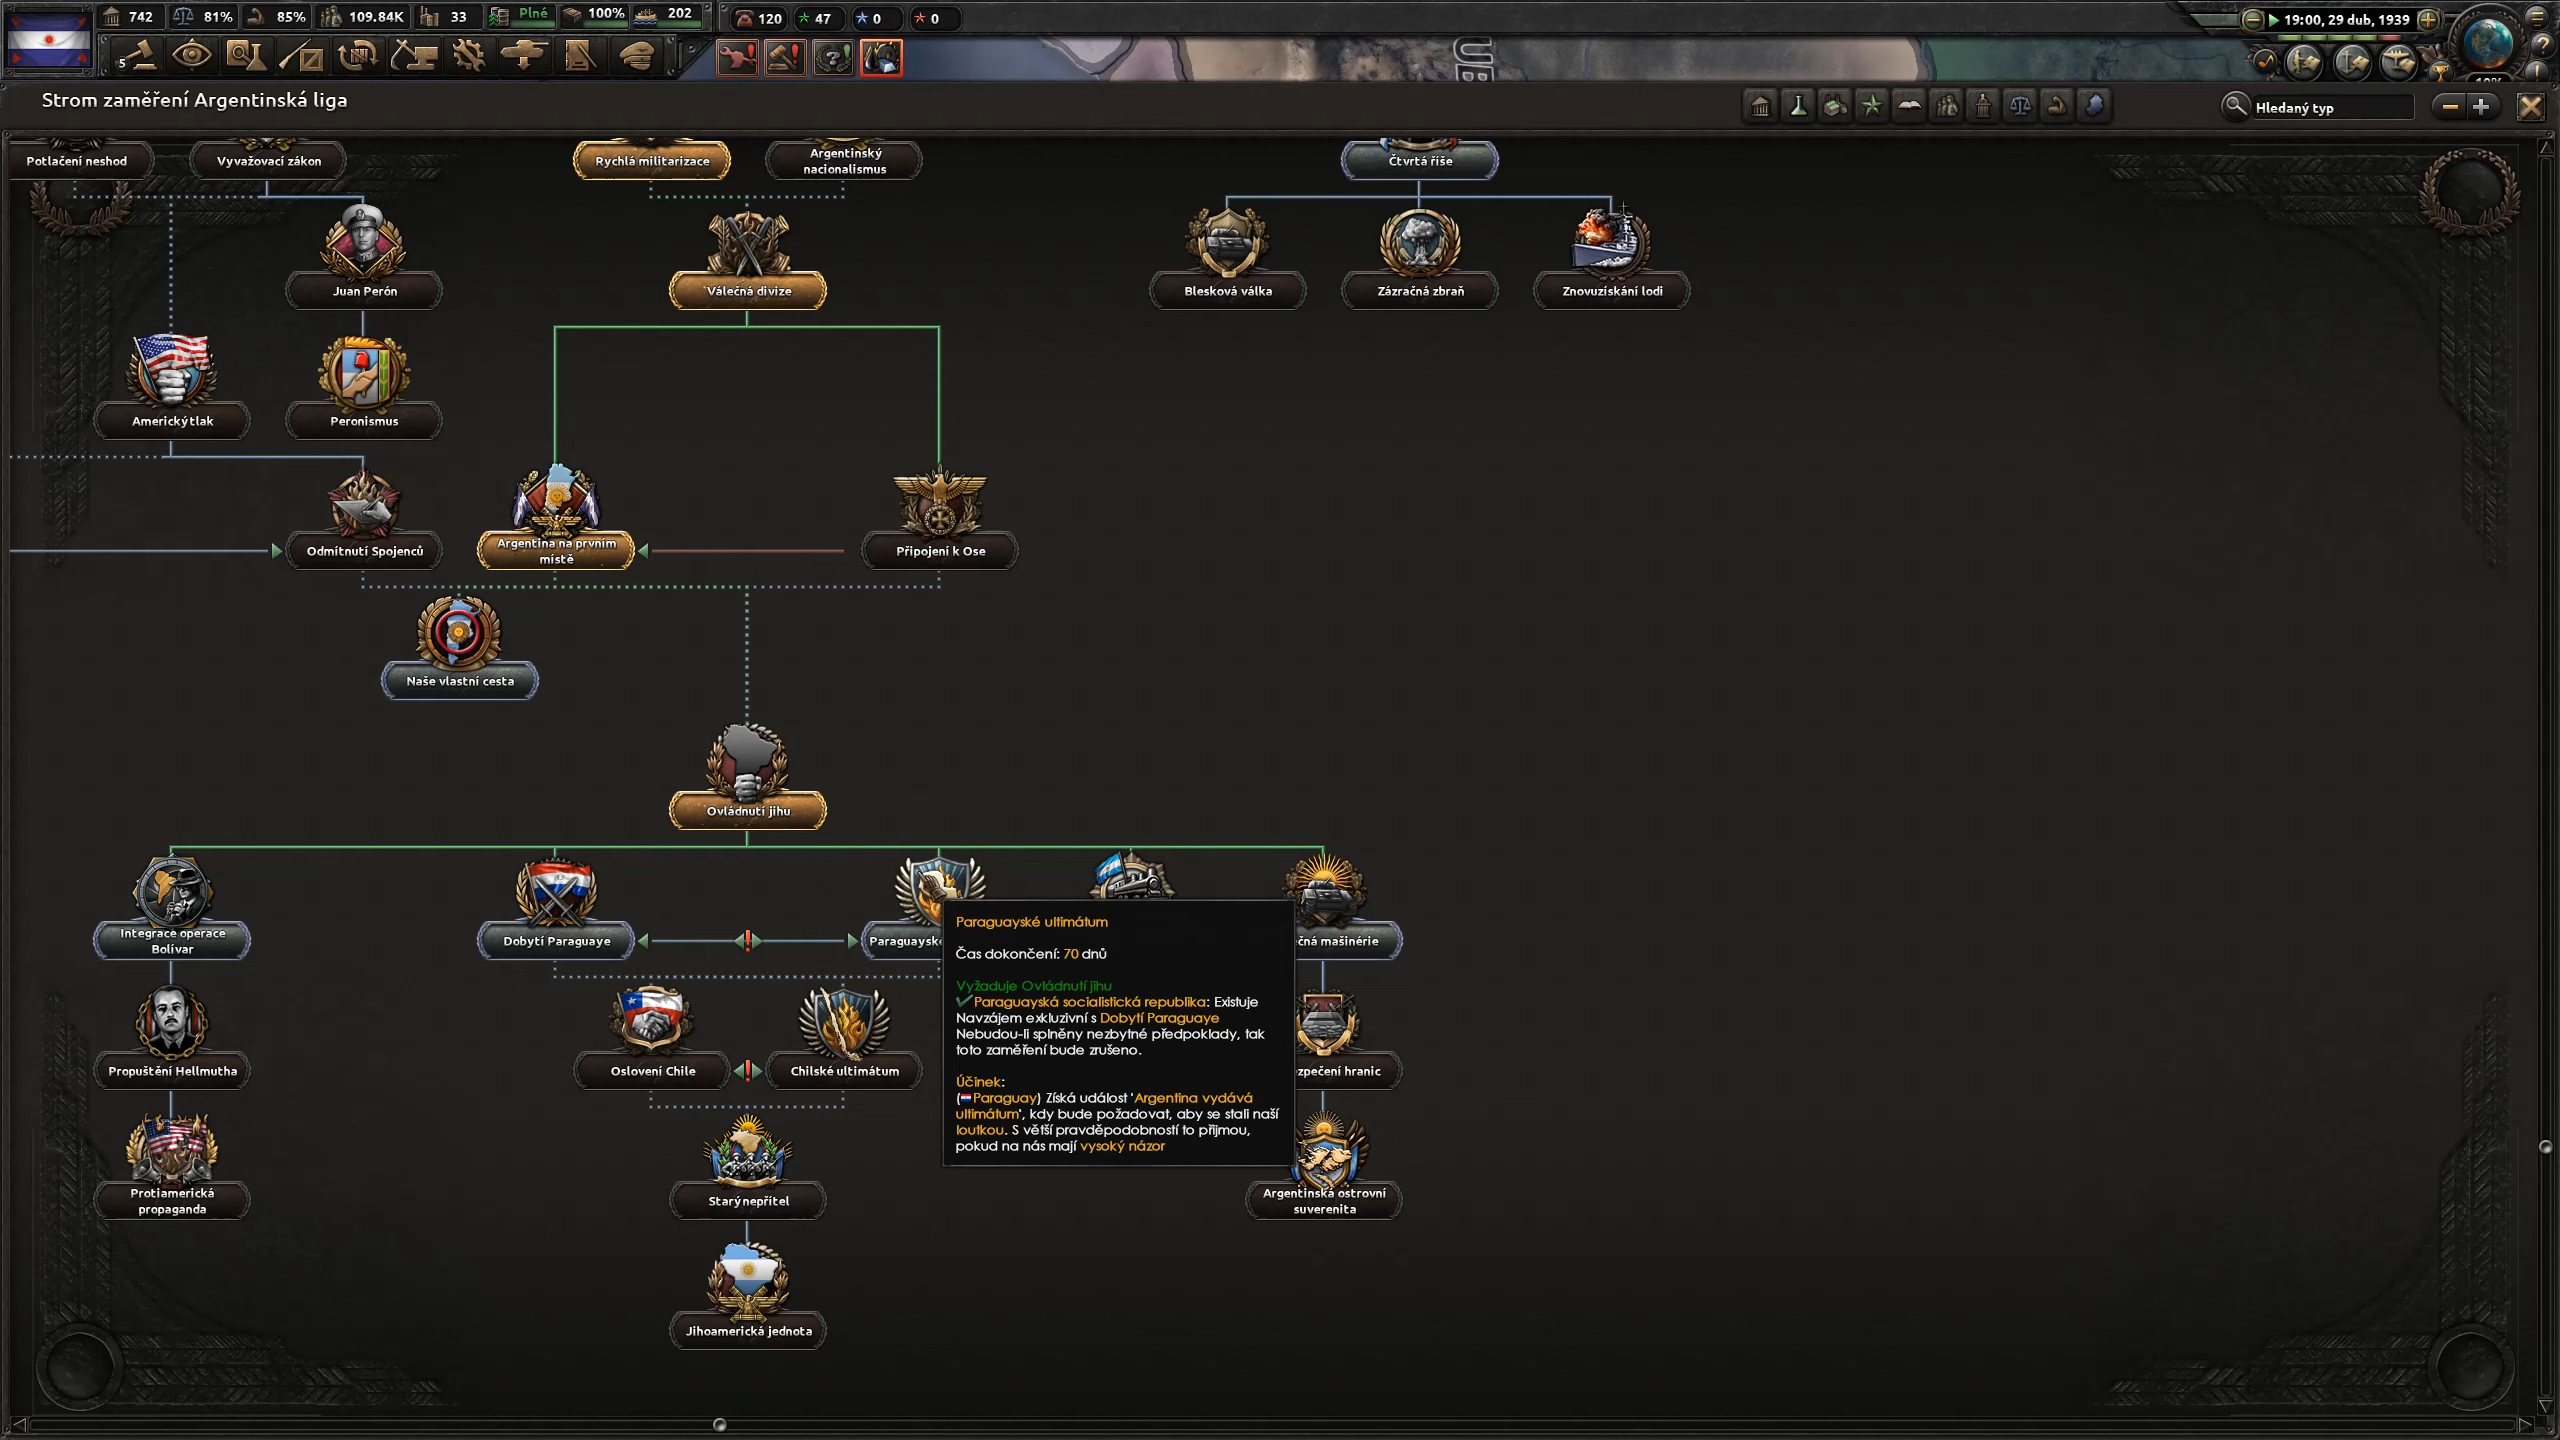 742
81%
85%
109.84K
33
Plné
100%
202
120
47
0
0
19:00, 29 dub, 1939
5
Strom zaměření Argentinská liga
Hledaný typ
Potlačení neshod
Vyvažovací zákon
Rychlá militarizace
Argentinský
nacionalismus
Čtvrtá říše
Juan Perón
Válečná divize
Blesková válka
Zázračná zbraň
Znovuzískání lodi
Americký tlak
Peronismus
Odmítnutí Spojenců
Argentina na prvním
místě
Připojení k Ose
Naše vlastní cesta
Ovládnutí jihu
Integrace operace
Bolívar
Dobytí Paraguaye
Paraguayské
ečná mašinérie
Paraguayské ultimátum
Čas dokončení: 70 dnů
Vyžaduje Ovládnutí jihu
Paraguayská socialistická republika: Existuje
Navzájem exkluzivní s Dobytí Paraguaye
Nebudou-li splněny nezbytné předpoklady, tak
toto zaměření bude zrušeno.
Účinek:
(Paraguay) Získá událost 'Argentina vydává
ultimátum', kdy bude požadovat, aby se stali naší
loutkou. S větší pravděpodobností to přijmou,
pokud na nás mají vysoký názor
Propuštění Hellmutha
Oslovení Chile
Chilské ultimátum
zpečení hranic
Protiamerická
propaganda
Starý nepřítel
Argentinská ostrovní
suverenita
Jihoamerická jednota